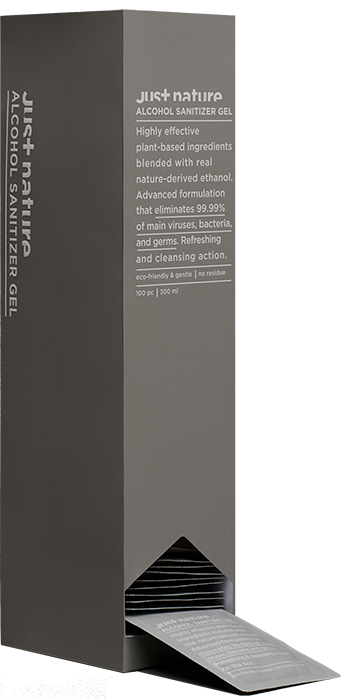 just nature
ALCOHOL SANITIZER GEL
just nature
ALCOHOL SANITIZER GEL
Highly effective
plant-based ingredients
blended with real
nature-derived ethanol.
Advanced formulation
that eliminates 99.99%
of main viruses, bacteria,
and germs. Refreshing
and cleansing action.
eco-friendly & gentle | no residue
100 pc | 300 ml
just nature
ALCOHOL SANITIZER